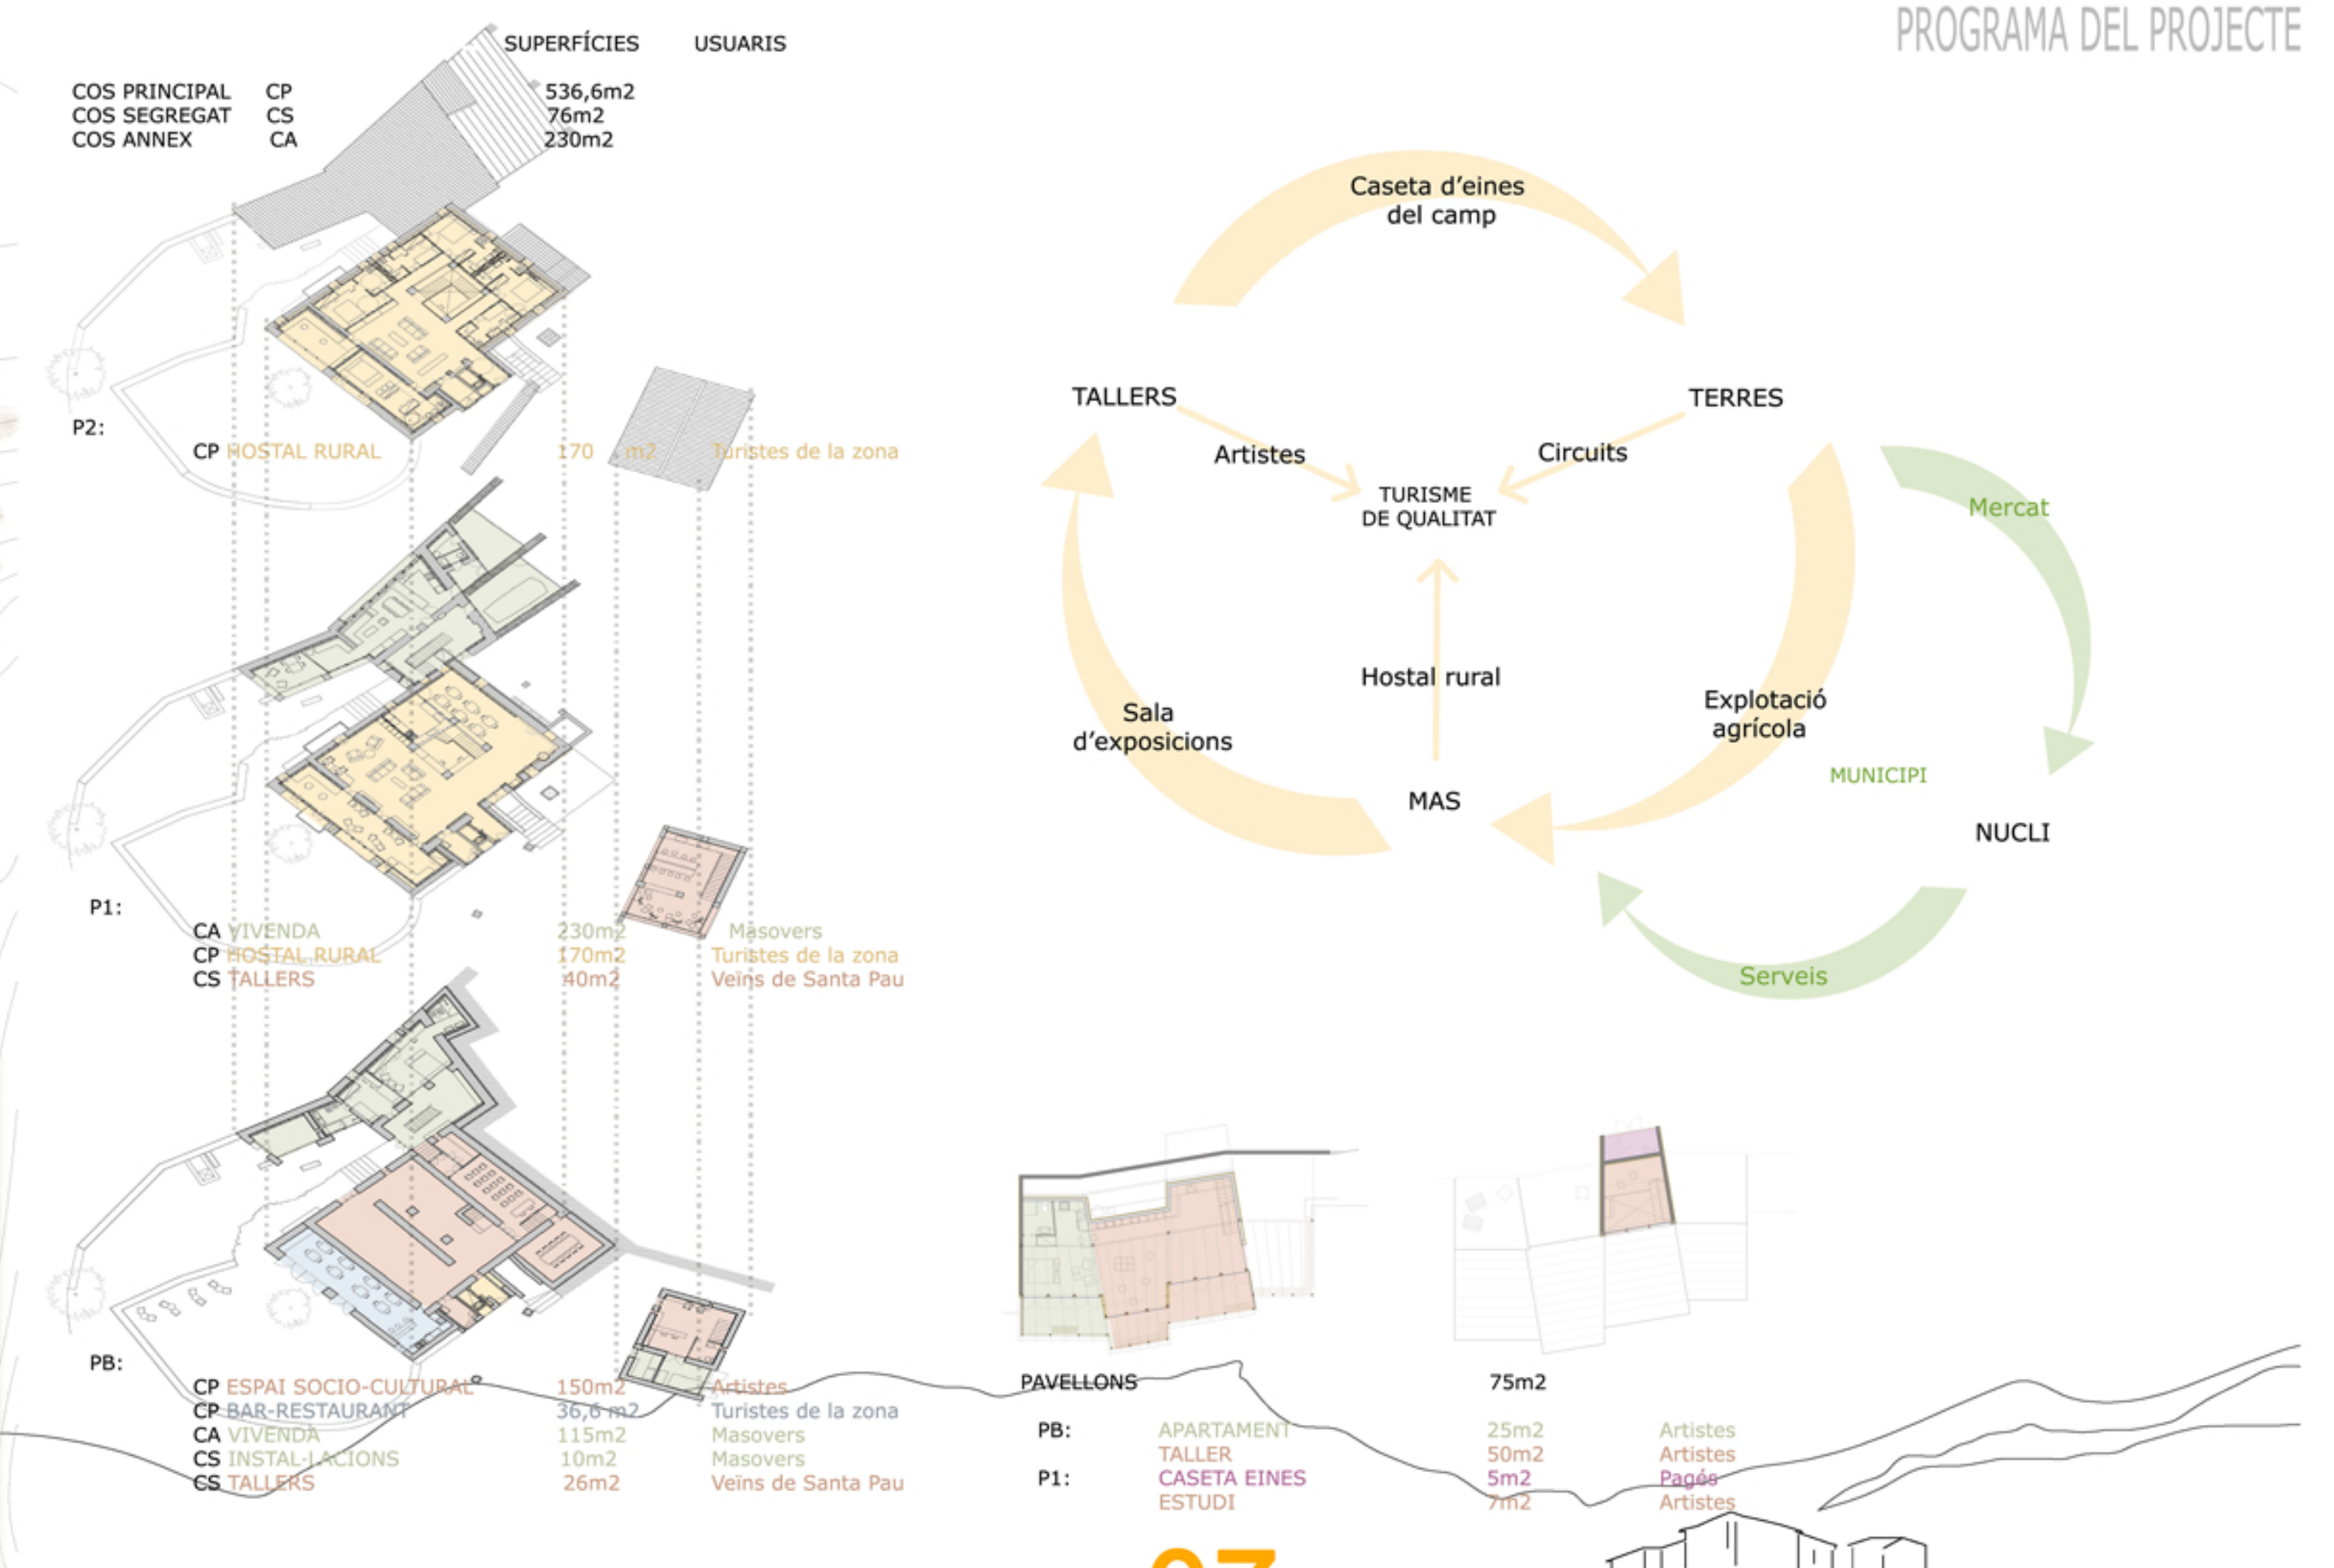 PROGRAMA DEL PROJECTE
SUPERFÍCIES USUARIS
COS PRINCIPAL CP 536,6m2
COS SEGREGAT CS 76m2
COS ANNEX CA 230m2
P2:
CP HOSTAL RURAL 170 m2 Turistes de la zona
P1:
CA VIVENDA 230m2 Masovers
CP HOSTAL RURAL 170m2 Turistes de la zona
CS TALLERS 40m2 Veïns de Santa Pau
PB:
CP ESPAI SOCIO-CULTURAL 150m2 Artistes
CP BAR-RESTAURANT 36,6 m2 Turistes de la zona
CA VIVENDA 115m2 Masovers
CS INSTAL·LACIONS 10m2 Masovers
CS TALLERS 26m2 Veïns de Santa Pau
Caseta d'eines
del camp
TALLERS
TERRES
Artistes
Circuits
TURISME
DE QUALITAT
Mercat
Hostal rural
Sala
d'exposicions
Explotació
agrícola
MUNICIPI
MAS
NUCLI
Serveis
PAVELLONS 75m2
PB: APARTAMENT 25m2 Artistes
TALLER 50m2 Artistes
P1: CASETA EINES 5m2 Pagés
ESTUDI 7m2 Artistes